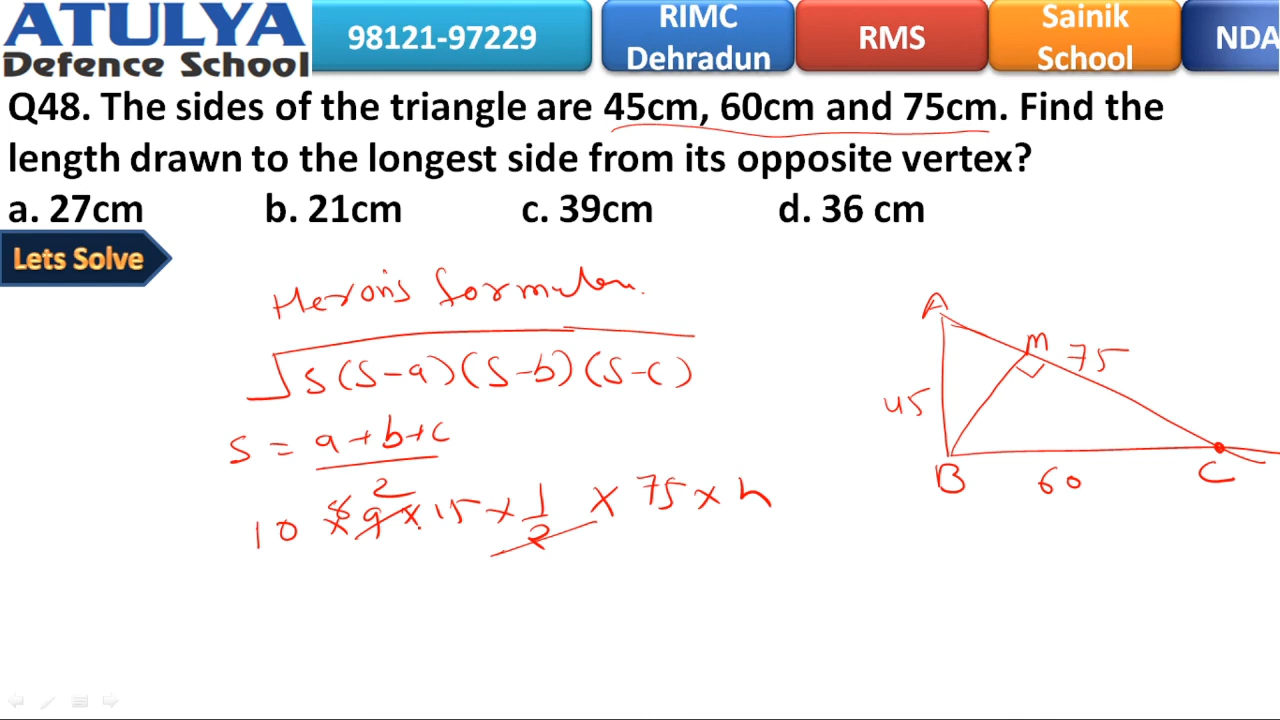 ATULYA
Defence School
98121-97229
RIMC
Dehradun
RMS
Sainik
School
NDA
Q48. The sides of the triangle are 45cm, 60cm and 75cm. Find the
length drawn to the longest side from its opposite vertex?
a. 27cm b. 21cm c. 39cm d. 36 cm
Lets Solve
Heron's formula
√s(s-a)(s-b)(s-c)
s = a+b+c
2
10 × 9 × 15 × 1/2 × 75 × h
A
M
75
45
B
60
C